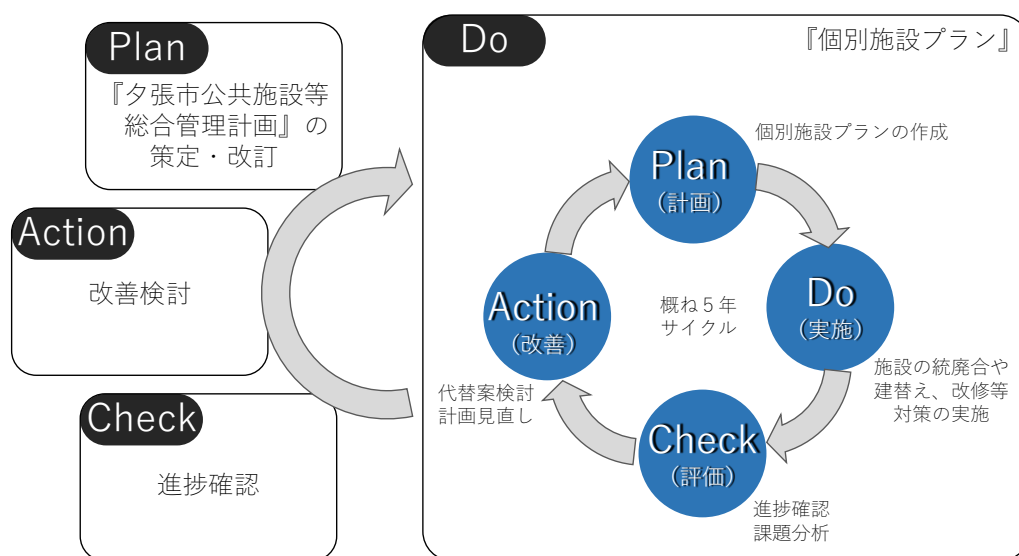 Plan
『夕張市公共施設等
総合管理計画』の
策定・改訂
Action
改善検討
Check
進捗確認
Do
『個別施設プラン』
Plan
(計画)
個別施設プランの作成
Do
(実施)
施設の統廃合や
建替え、改修等
対策の実施
Check
(評価)
進捗確認
課題分析
Action
(改善)
代替案検討
計画見直し
概ね５年
サイクル